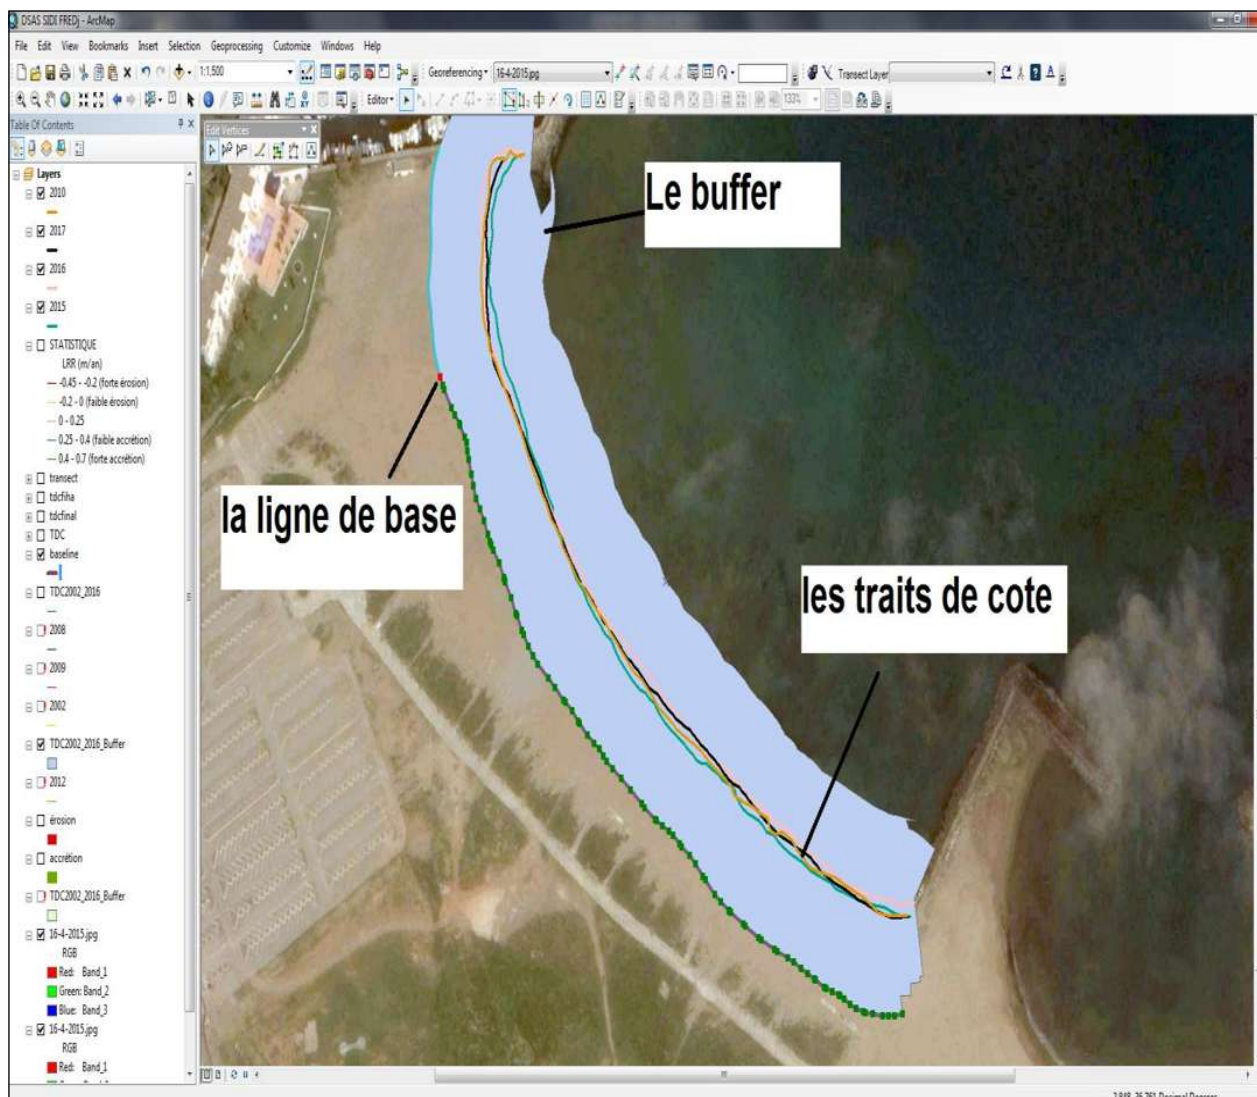 DSAS SIDI FREDj - ArcMap
File Edit View Bookmarks Insert Selection Geoprocessing Customize Windows Help
1:1,500 Georeferencing 16-4-2015.jpg Transect Layer
Editor 133%
Table Of Contents
Edit Vertices
Layers
2010
2017
2016
2015
STATISTIQUE
LRR (m/an)
-0.45 - -0.2 (forte érosion)
-0.2 - 0 (faible érosion)
0 - 0.25
0.25 - 0.4 (faible accrétion)
0.4 - 0.7 (forte accrétion)
transect
tdcfiha
tdcfinal
TDC
baseline
TDC2002_2016
2008
2009
2002
TDC2002_2016_Buffer
2012
érosion
accrétion
TDC2002_2016_Buffer
16-4-2015.jpg
RGB
Red: Band_1
Green: Band_2
Blue: Band_3
16-4-2015.jpg
RGB
Red: Band_1
Le buffer
la ligne de base
les traits de cote